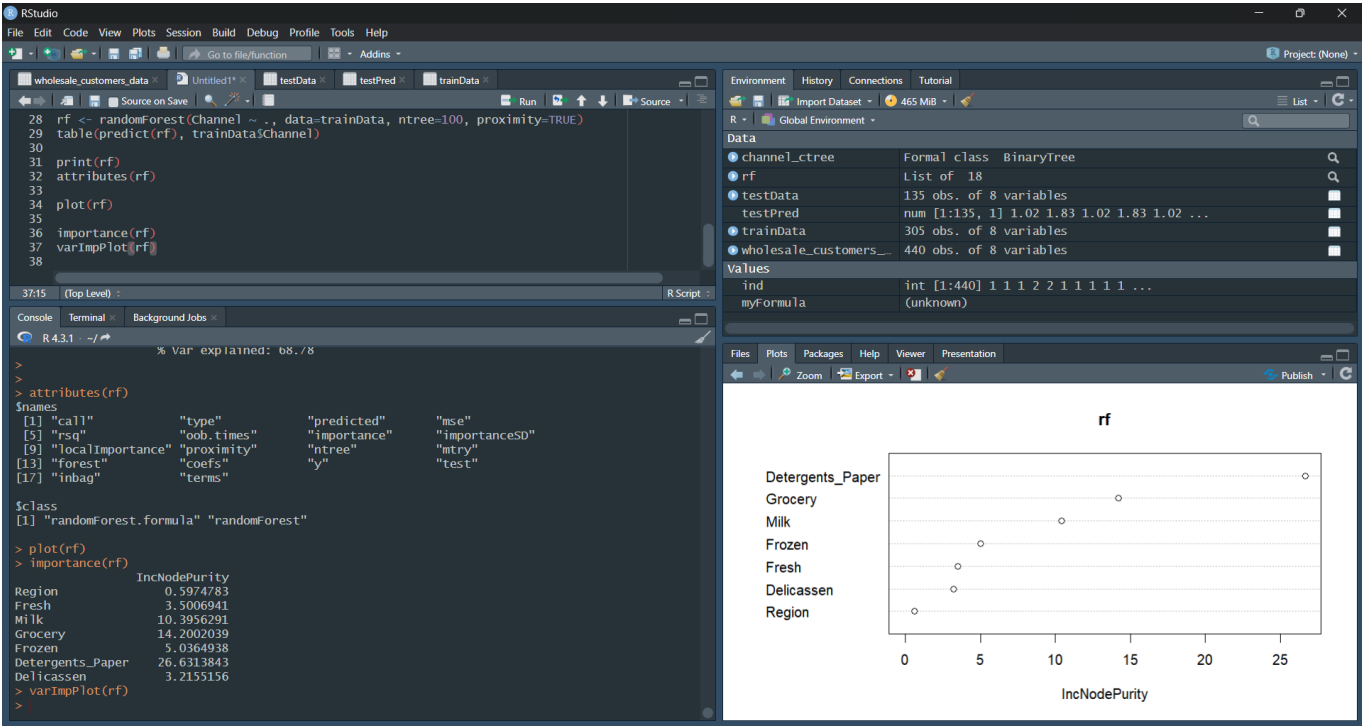 RStudio
File Edit Code View Plots Session Build Debug Profile Tools Help
Go to file/function Addins Project: (None)
wholesale_customers_data Untitled1* testData testPred trainData
Source on Save Run Source
28 rf <- randomForest(Channel ~ ., data=trainData, ntree=100, proximity=TRUE)
29 table(predict(rf), trainData$Channel)
30
31 print(rf)
32 attributes(rf)
33
34 plot(rf)
35
36 importance(rf)
37 varImpPlot(rf)
38
37:15 (Top Level) R Script
Console Terminal Background Jobs
R 4.3.1 · ~/
% Var explained: 68.78
>
>
> attributes(rf)
$names
[1] "call" "type" "predicted" "mse"
[5] "rsq" "oob.times" "importance" "importanceSD"
[9] "localImportance" "proximity" "ntree" "mtry"
[13] "forest" "coefs" "y" "test"
[17] "inbag" "terms"
$class
[1] "randomForest.formula" "randomForest"
> plot(rf)
> importance(rf)
IncNodePurity
Region 0.5974783
Fresh 3.5006941
Milk 10.3956291
Grocery 14.2002039
Frozen 5.0364938
Detergents_Paper 26.6313843
Delicassen 3.2155156
> varImpPlot(rf)
>
Environment History Connections Tutorial
Import Dataset 465 MiB List
R Global Environment
Data
channel_ctree Formal class BinaryTree
rf List of 18
testData 135 obs. of 8 variables
testPred num [1:135, 1] 1.02 1.83 1.02 1.83 1.02 ...
trainData 305 obs. of 8 variables
wholesale_customers_… 440 obs. of 8 variables
Values
ind int [1:440] 1 1 1 2 2 1 1 1 1 1 ...
myFormula (unknown)
Files Plots Packages Help Viewer Presentation
Zoom Export Publish
rf
Detergents_Paper
Grocery
Milk
Frozen
Fresh
Delicassen
Region
0 5 10 15 20 25
IncNodePurity